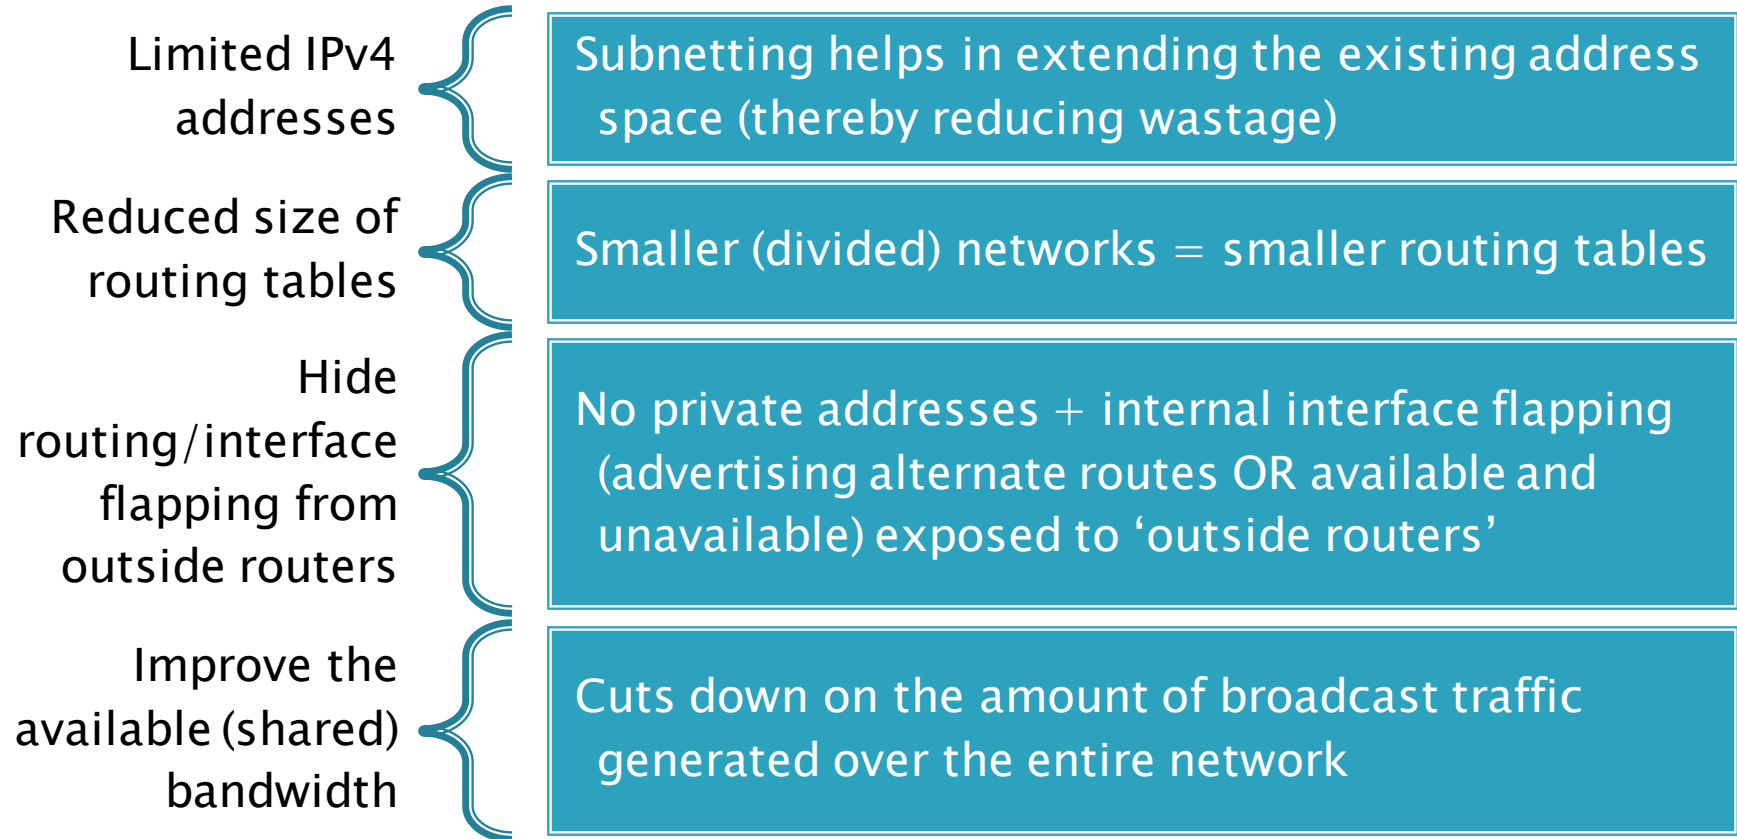 Limited IPv4
addresses
Subnetting helps in extending the existing address
space (thereby reducing wastage)
Reduced size of
routing tables
Smaller (divided) networks = smaller routing tables
Hide
routing/interface
flapping from
outside routers
No private addresses + internal interface flapping
(advertising alternate routes OR available and
unavailable) exposed to ‘outside routers’
Improve the
available (shared)
bandwidth
Cuts down on the amount of broadcast traffic
generated over the entire network